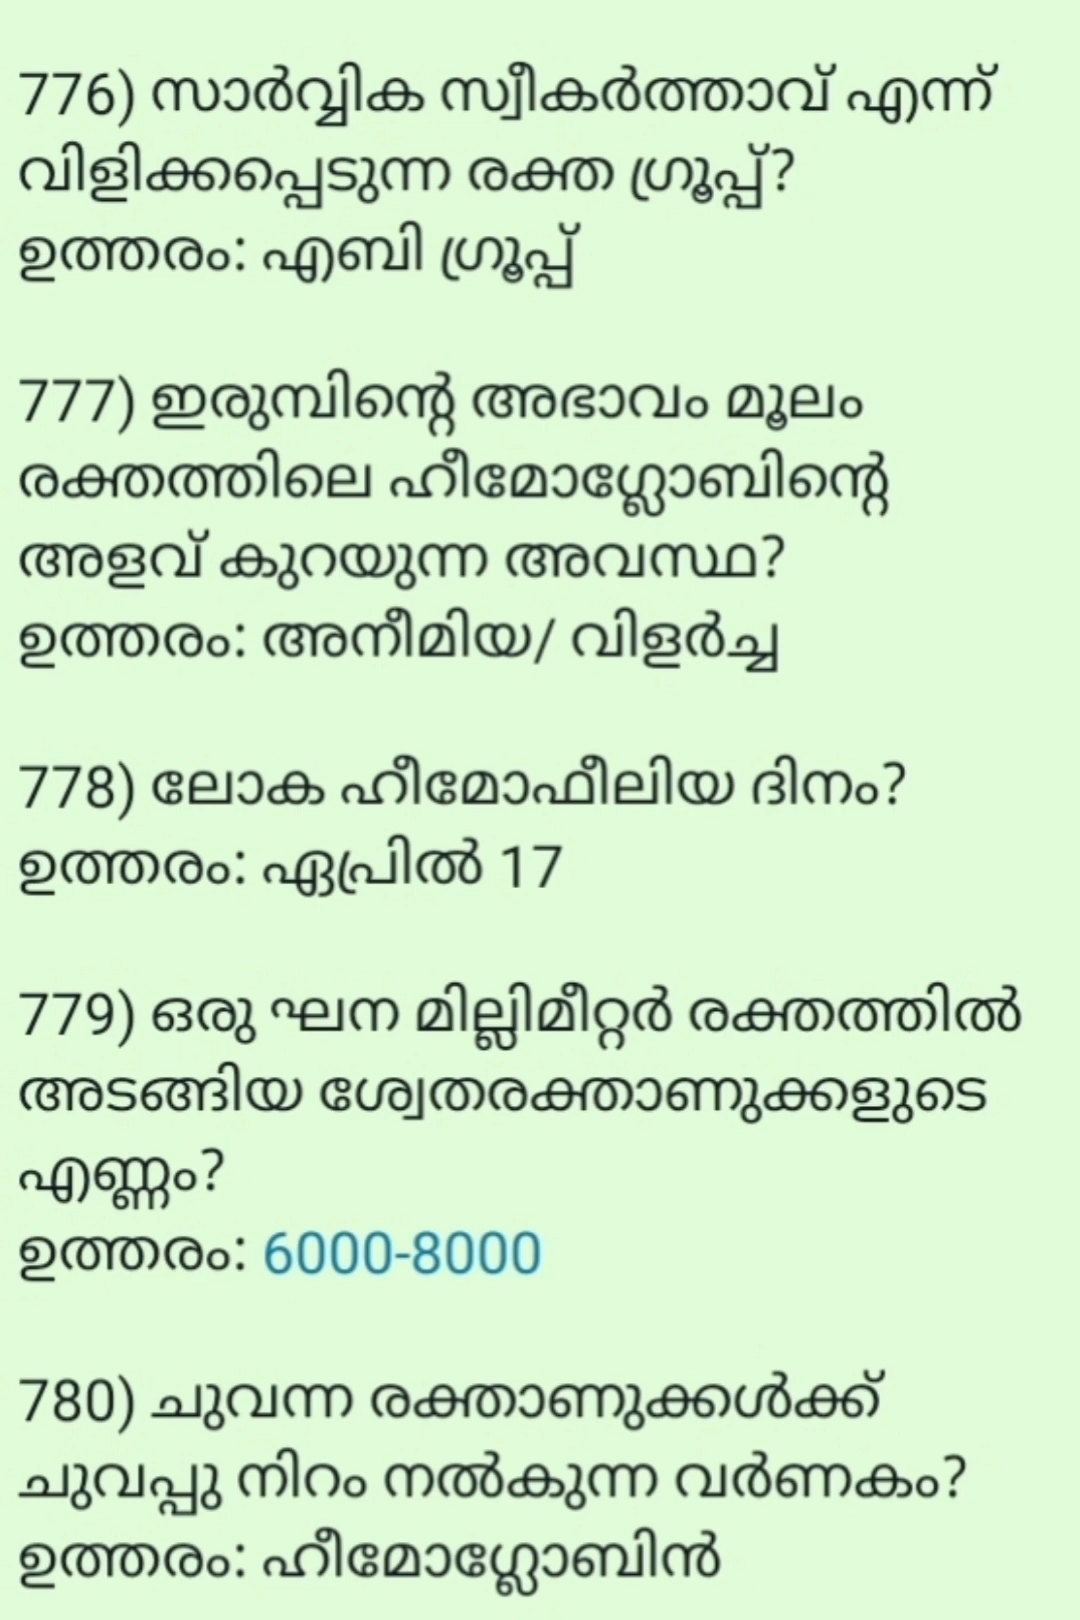 776) സാർവ്വിക സ്വീകർത്താവ് എന്ന്
വിളിക്കപ്പെടുന്ന രക്ത ഗ്രൂപ്പ്?
ഉത്തരം: എബി ഗ്രൂപ്പ്
777) ഇരുമ്പിന്റെ അഭാവം മൂലം
രക്തത്തിലെ ഹീമോഗ്ലോബിന്റെ
അളവ് കുറയുന്ന അവസ്ഥ?
ഉത്തരം: അനീമിയ/ വിളർച്ച
778) ലോക ഹീമോഫീലിയ ദിനം?
ഉത്തരം: ഏപ്രിൽ 17
779) ഒരു ഘന മില്ലിമീറ്റർ രക്തത്തിൽ
അടങ്ങിയ ശ്വേതരക്താണുക്കളുടെ
എണ്ണം?
ഉത്തരം: 6000-8000
780) ചുവന്ന രക്താണുക്കൾക്ക്
ചുവപ്പു നിറം നൽകുന്ന വർണകം?
ഉത്തരം: ഹീമോഗ്ലോബിൻ